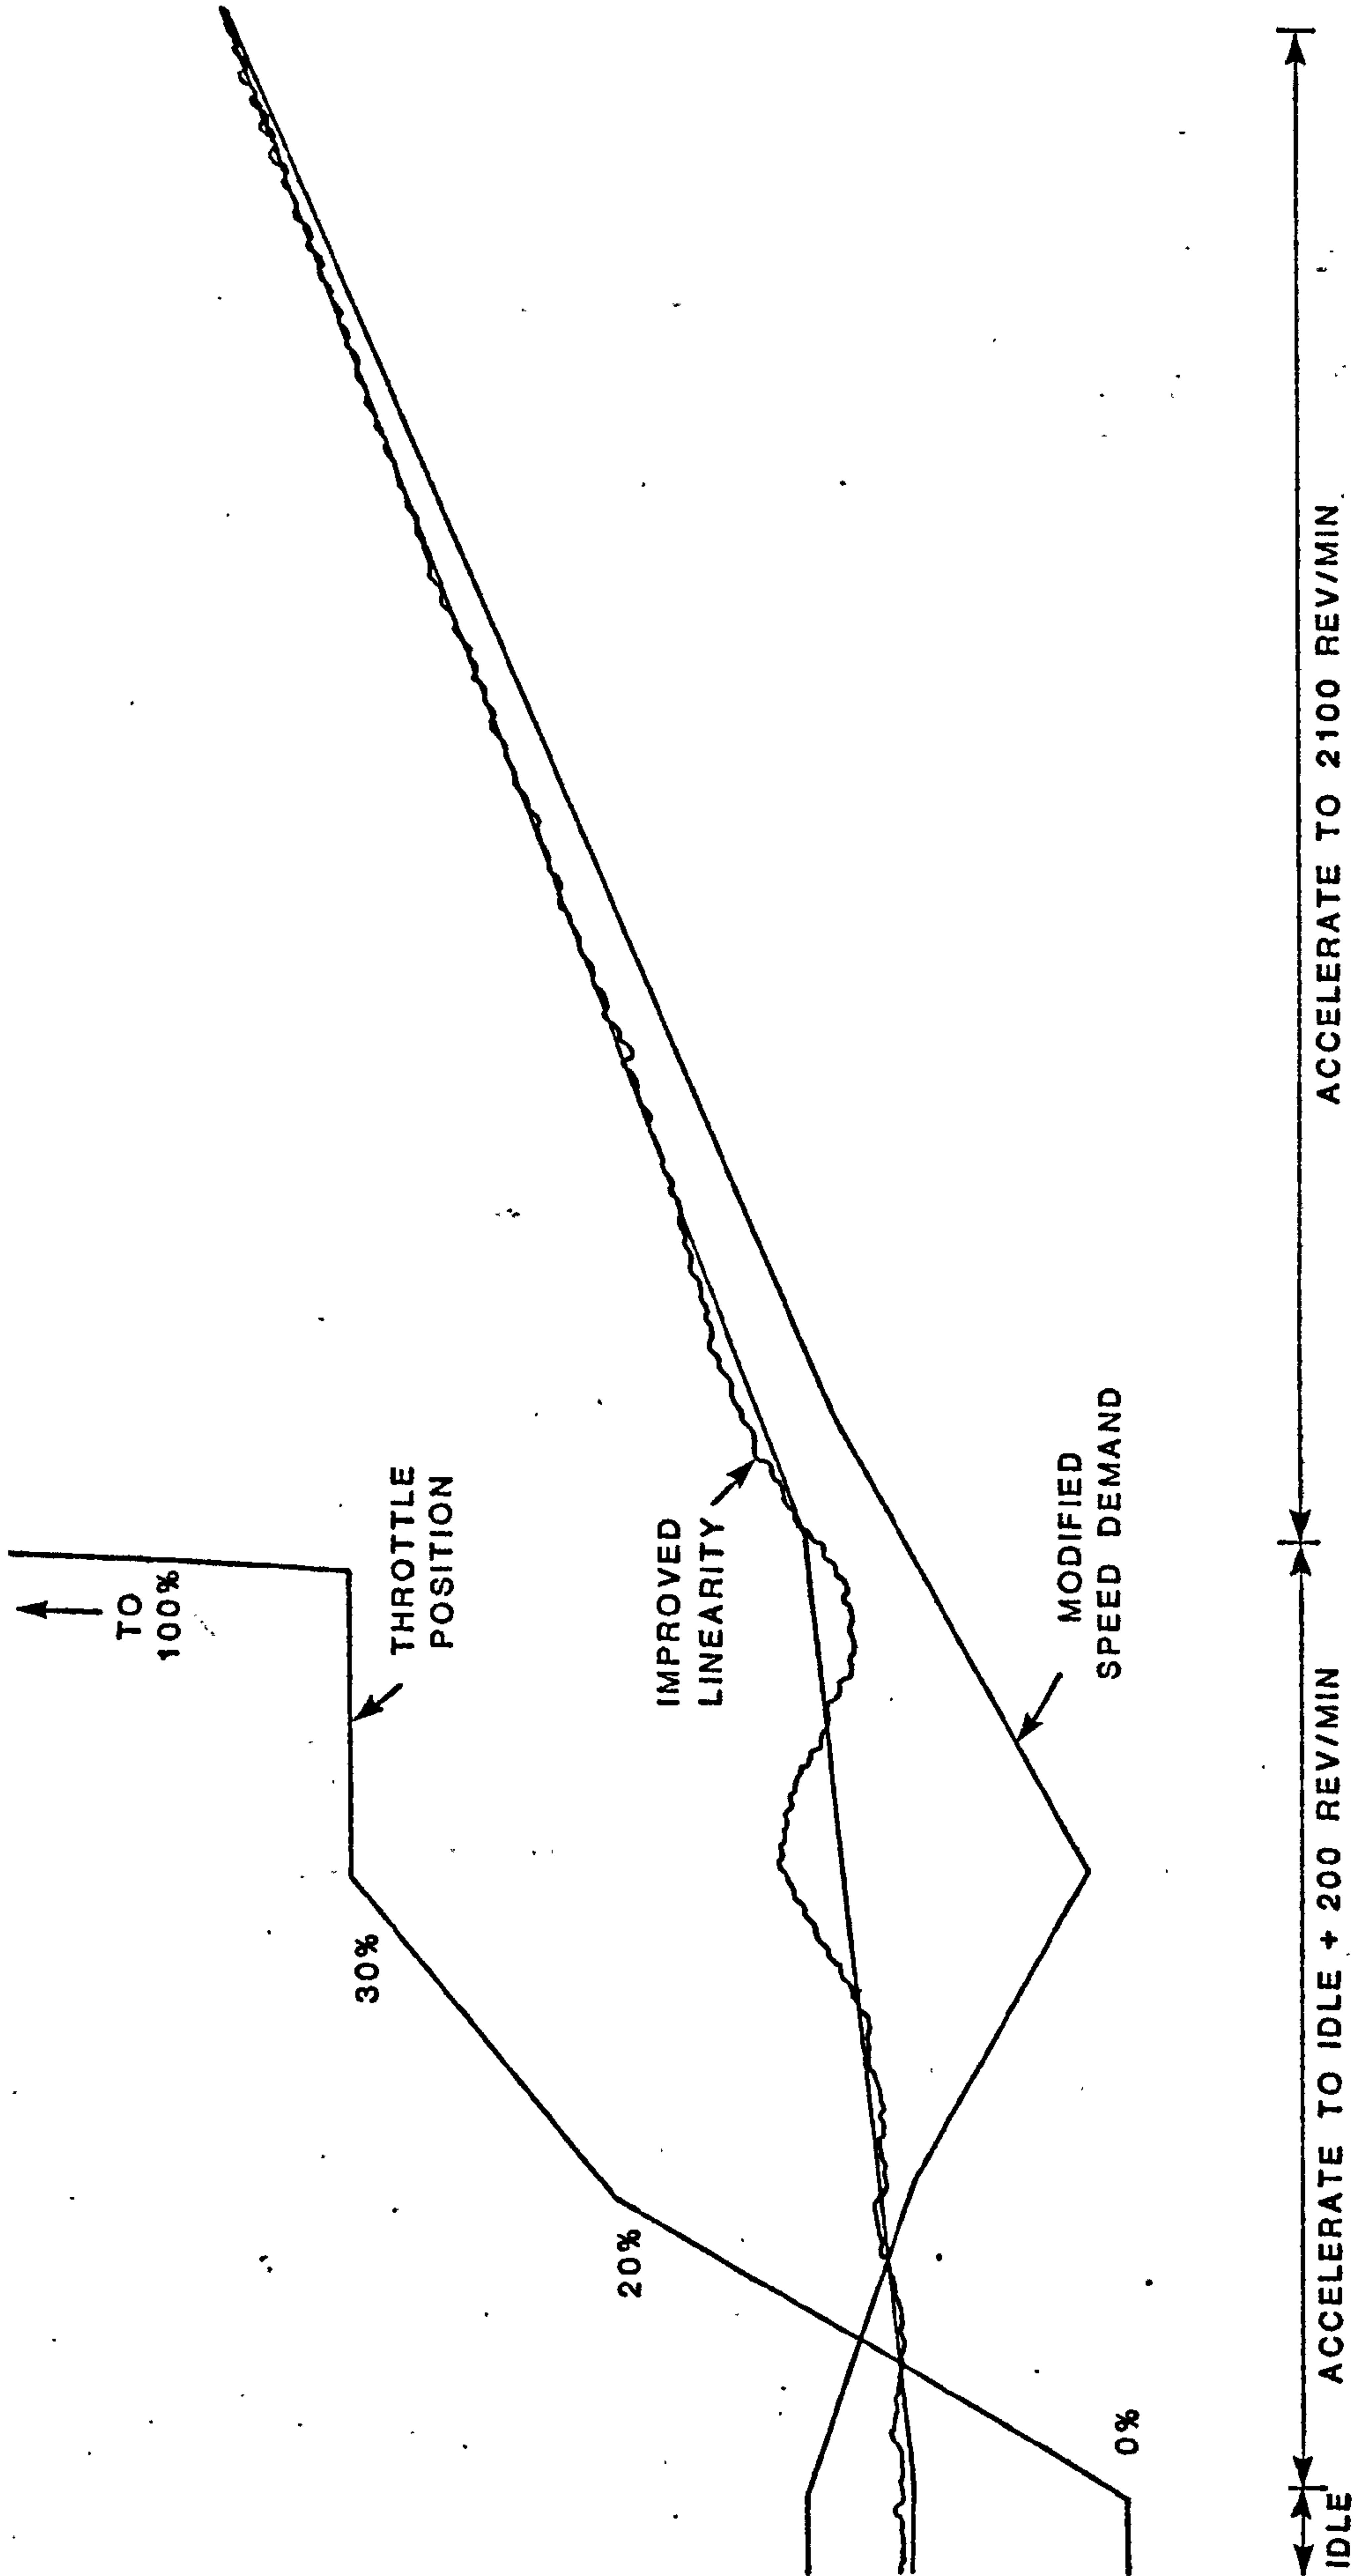 TO
100%
THROTTLE
POSITION
30%
20%
0%
IMPROVED
LINEARITY
MODIFIED
SPEED DEMAND
IDLE
ACCELERATE TO IDLE + 200 REV/MIN
ACCELERATE TO 2100 REV/MIN